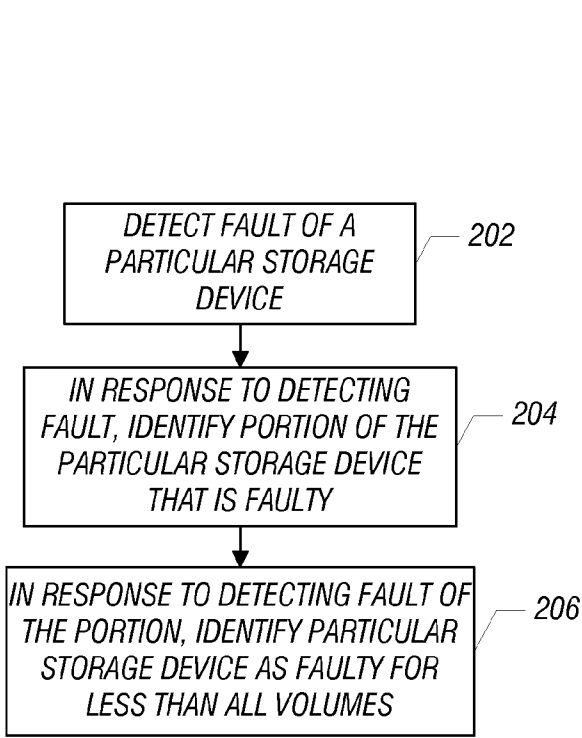 DETECT FAULT OF A
PARTICULAR STORAGE
DEVICE
202
IN RESPONSE TO DETECTING
FAULT, IDENTIFY PORTION OF THE
PARTICULAR STORAGE DEVICE
THAT IS FAULTY
204
IN RESPONSE TO DETECTING FAULT OF
THE PORTION, IDENTIFY PARTICULAR
STORAGE DEVICE AS FAULTY FOR
LESS THAN ALL VOLUMES
206